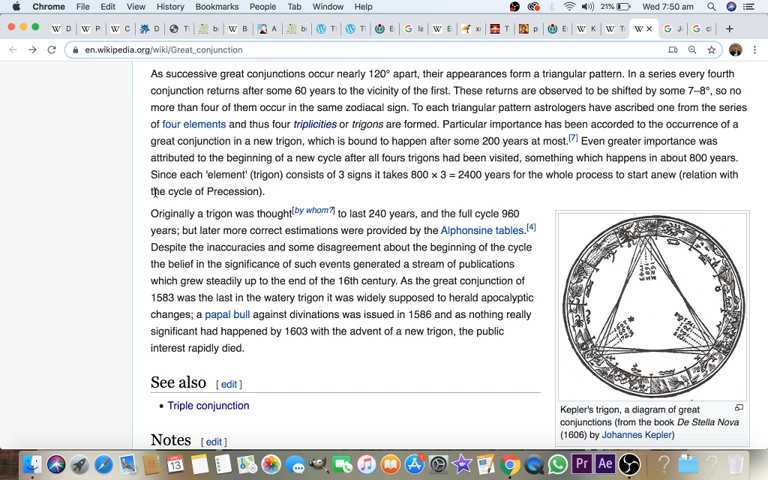 Chrome File Edit View History Bookmarks People Tab Window Help
21% Wed 7:50 am
en.wikipedia.org/wiki/Great_conjunction
As successive great conjunctions occur nearly 120° apart, their appearances form a triangular pattern. In a series every fourth
conjunction returns after some 60 years to the vicinity of the first. These returns are observed to be shifted by some 7–8°, so no
more than four of them occur in the same zodiacal sign. To each triangular pattern astrologers have ascribed one from the series
of four elements and thus four triplicities or trigons are formed. Particular importance has been accorded to the occurrence of a
great conjunction in a new trigon, which is bound to happen after some 200 years at most.[7] Even greater importance was
attributed to the beginning of a new cycle after all fours trigons had been visited, something which happens in about 800 years.
Since each 'element' (trigon) consists of 3 signs it takes 800 × 3 = 2400 years for the whole process to start anew (relation with
the cycle of Precession).
Originally a trigon was thought[by whom?] to last 240 years, and the full cycle 960
years; but later more correct estimations were provided by the Alphonsine tables.[4]
Despite the inaccuracies and some disagreement about the beginning of the cycle
the belief in the significance of such events generated a stream of publications
which grew steadily up to the end of the 16th century. As the great conjunction of
1583 was the last in the watery trigon it was widely supposed to herald apocalyptic
changes; a papal bull against divinations was issued in 1586 and as nothing really
significant had happened by 1603 with the advent of a new trigon, the public
interest rapidly died.
Kepler's trigon, a diagram of great
conjunctions (from the book De Stella Nova
(1606) by Johannes Kepler)
See also [ edit ]
• Triple conjunction
Notes [ edit ]